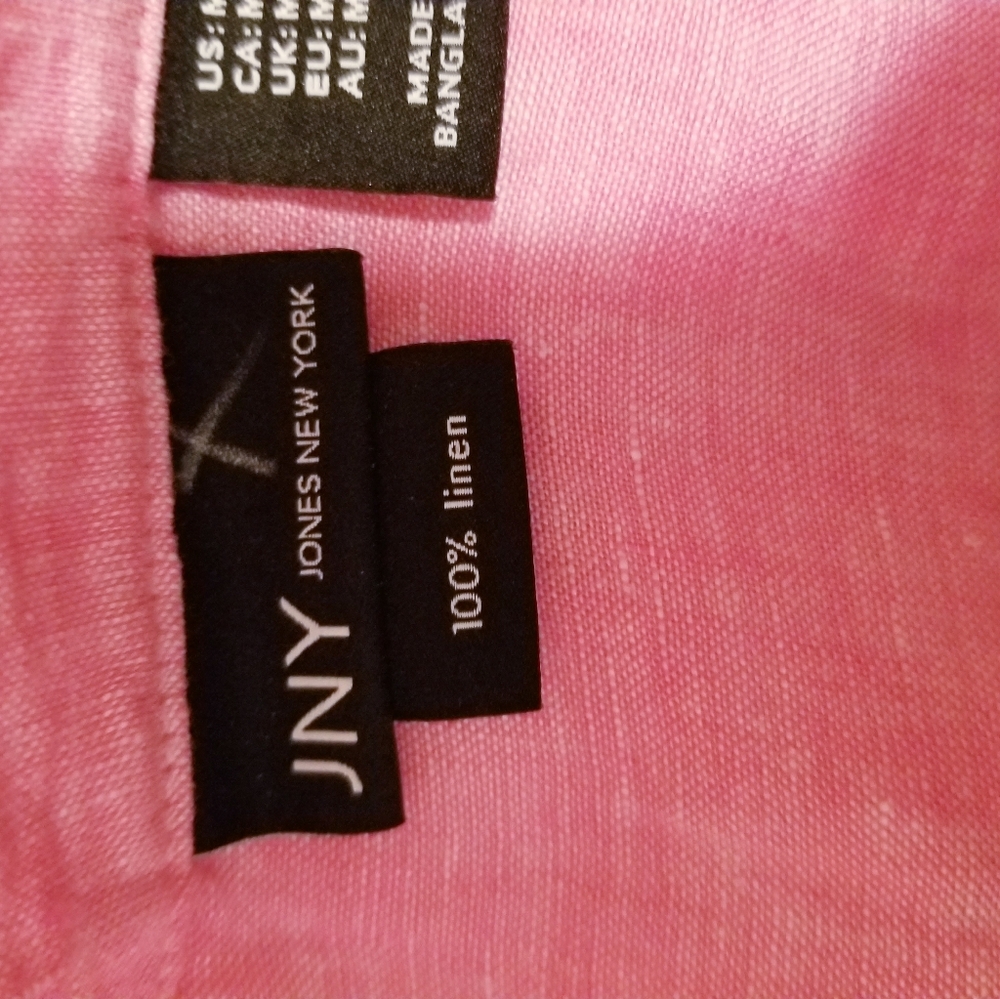 US: M
CA: M
UK: M
EU: M
AU: M
MADE
BANGLA
JNY JONES NEW YORK
100% linen